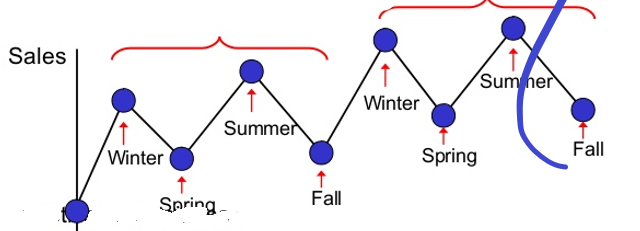 Sales
Winter
Summer
Spring
Fall
Winter
Summer
Spring
Fall